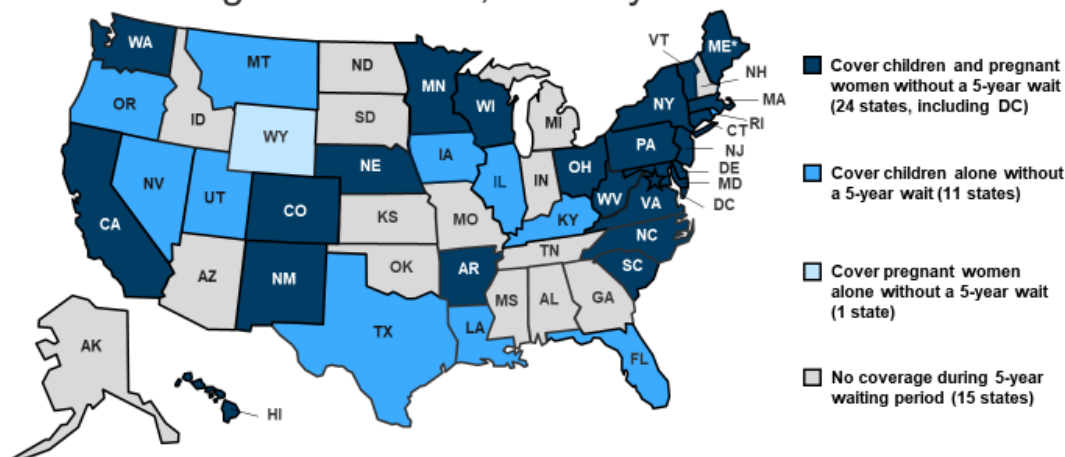 WA
MT
ND
MN
VT
ME*
NH
OR
ID
WY
SD
WI
MI
NY
MA
RI
CT
NV
UT
NE
IA
IL
IN
OH
PA
NJ
DE
MD
DC
CA
CO
KS
MO
KY
WV
VA
NC
AZ
NM
OK
AR
TN
SC
MS
AL
GA
TX
LA
FL
AK
HI
Cover children and pregnant
women without a 5-year wait
(24 states, including DC)
Cover children alone without
a 5-year wait (11 states)
Cover pregnant women
alone without a 5-year wait
(1 state)
No coverage during 5-year
waiting period (15 states)